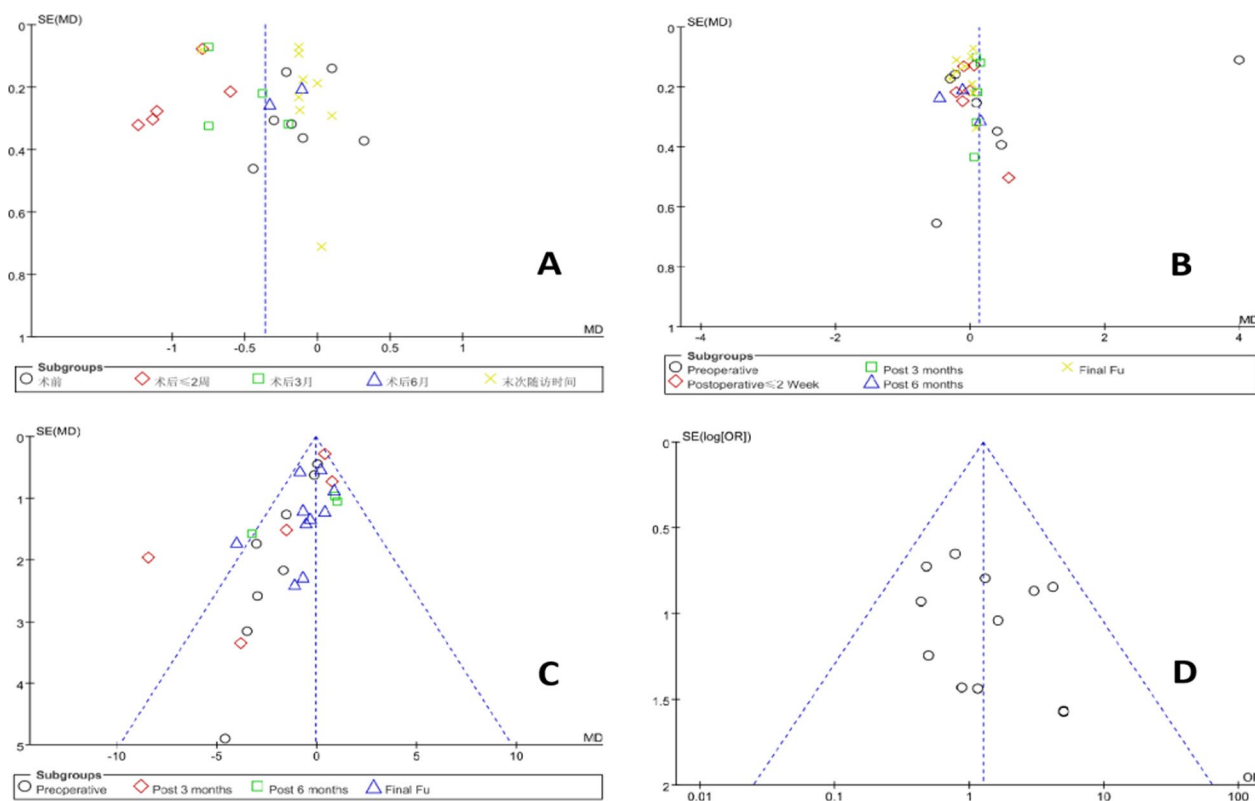 SE(MD)
0
0.2
0.4
0.6
0.8
1
-1
-0.5
0
0.5
1
MD
A
Subgroups
术前
术后≤2周
术后3月
术后6月
末次随访时间
SE(MD)
0
0.2
0.4
0.6
0.8
1
-4
-2
0
2
4
MD
B
Subgroups
Preoperative
Post 3 months
Final Fu
Postoperative≤2 Week
Post 6 months
SE(MD)
0
1
2
3
4
5
-10
-5
0
5
10
MD
C
Subgroups
Preoperative
Post 3 months
Post 6 months
Final Fu
SE(log[OR])
0
0.5
1
1.5
2
0.01
0.1
1
10
100
D